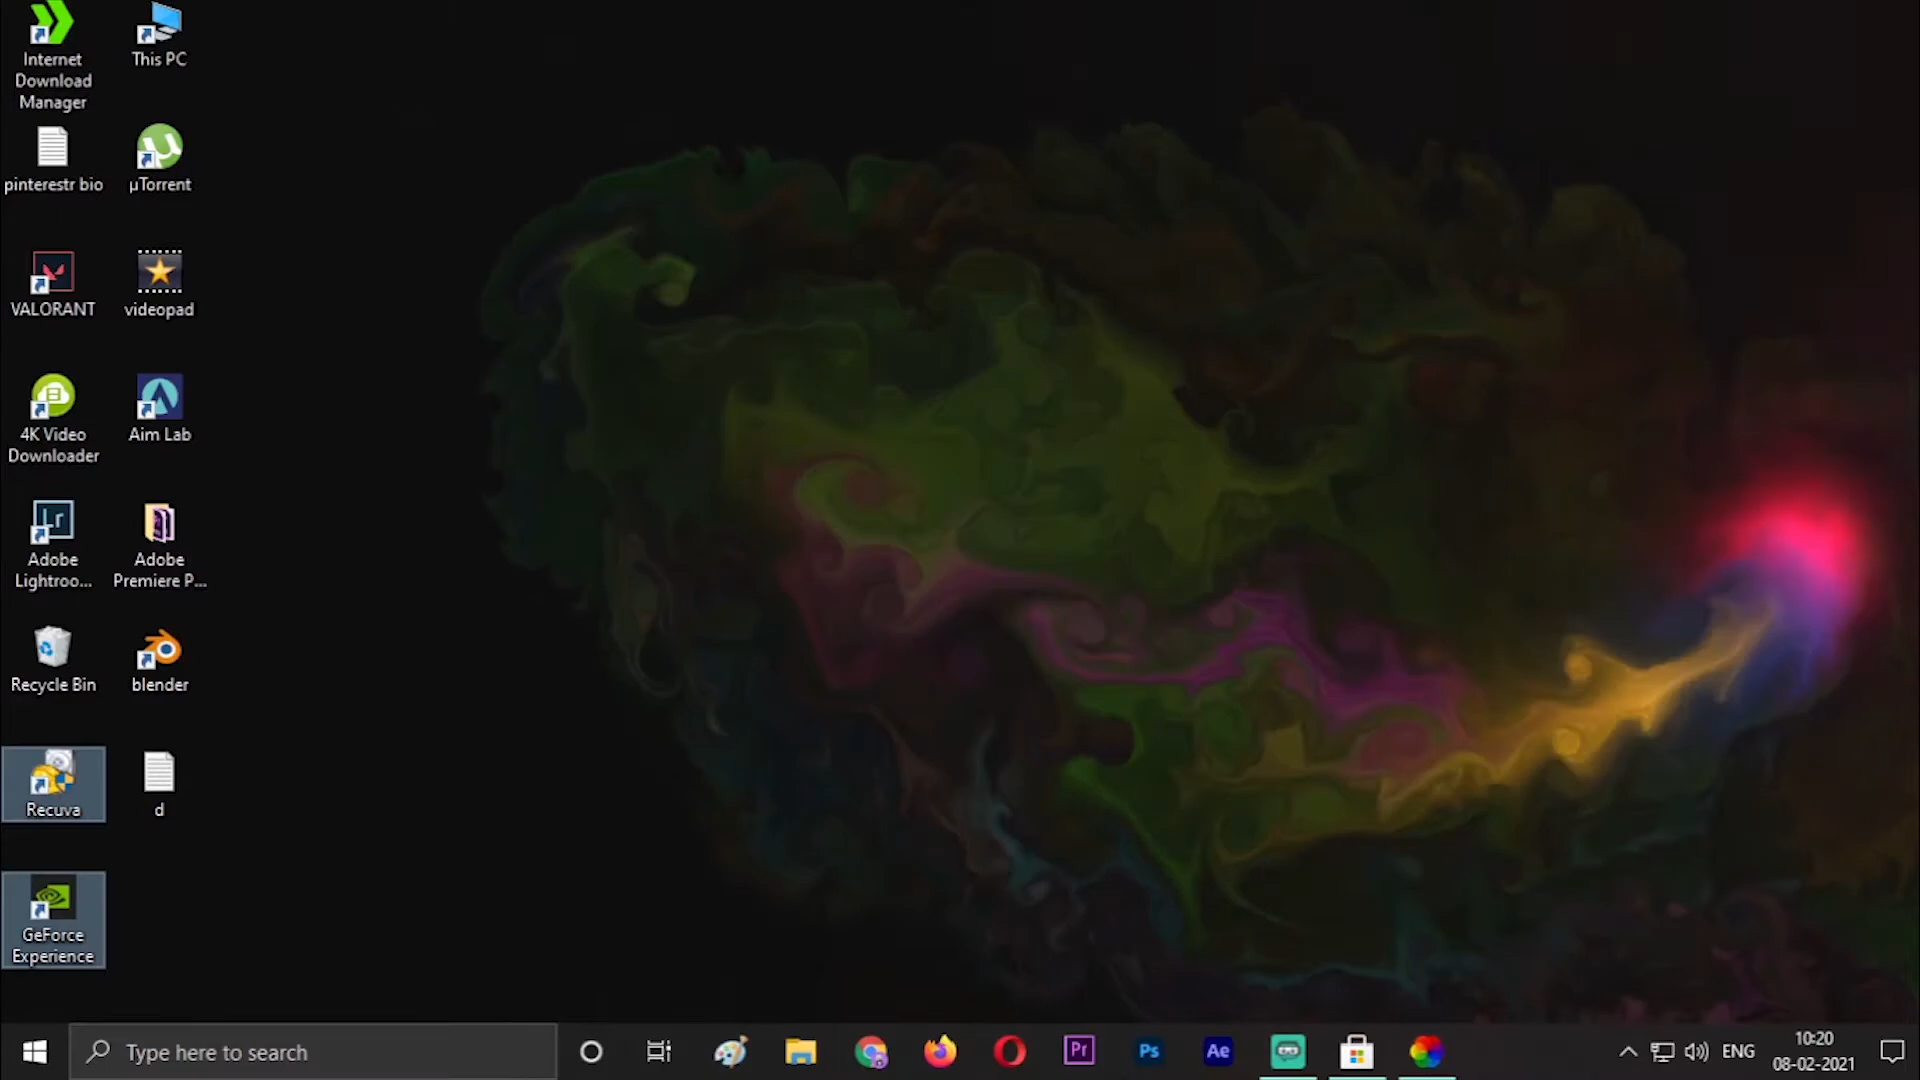 Internet
Download
Manager
This PC
pinterestr bio
µTorrent
VALORANT
videopad
4K Video
Downloader
Aim Lab
Lr
Adobe
Lightroo...
Adobe
Premiere P...
Recycle Bin
blender
Recuva
d
GeForce
Experience
Type here to search
Pr
Ps
Ae
ENG
10:20
08-02-2021